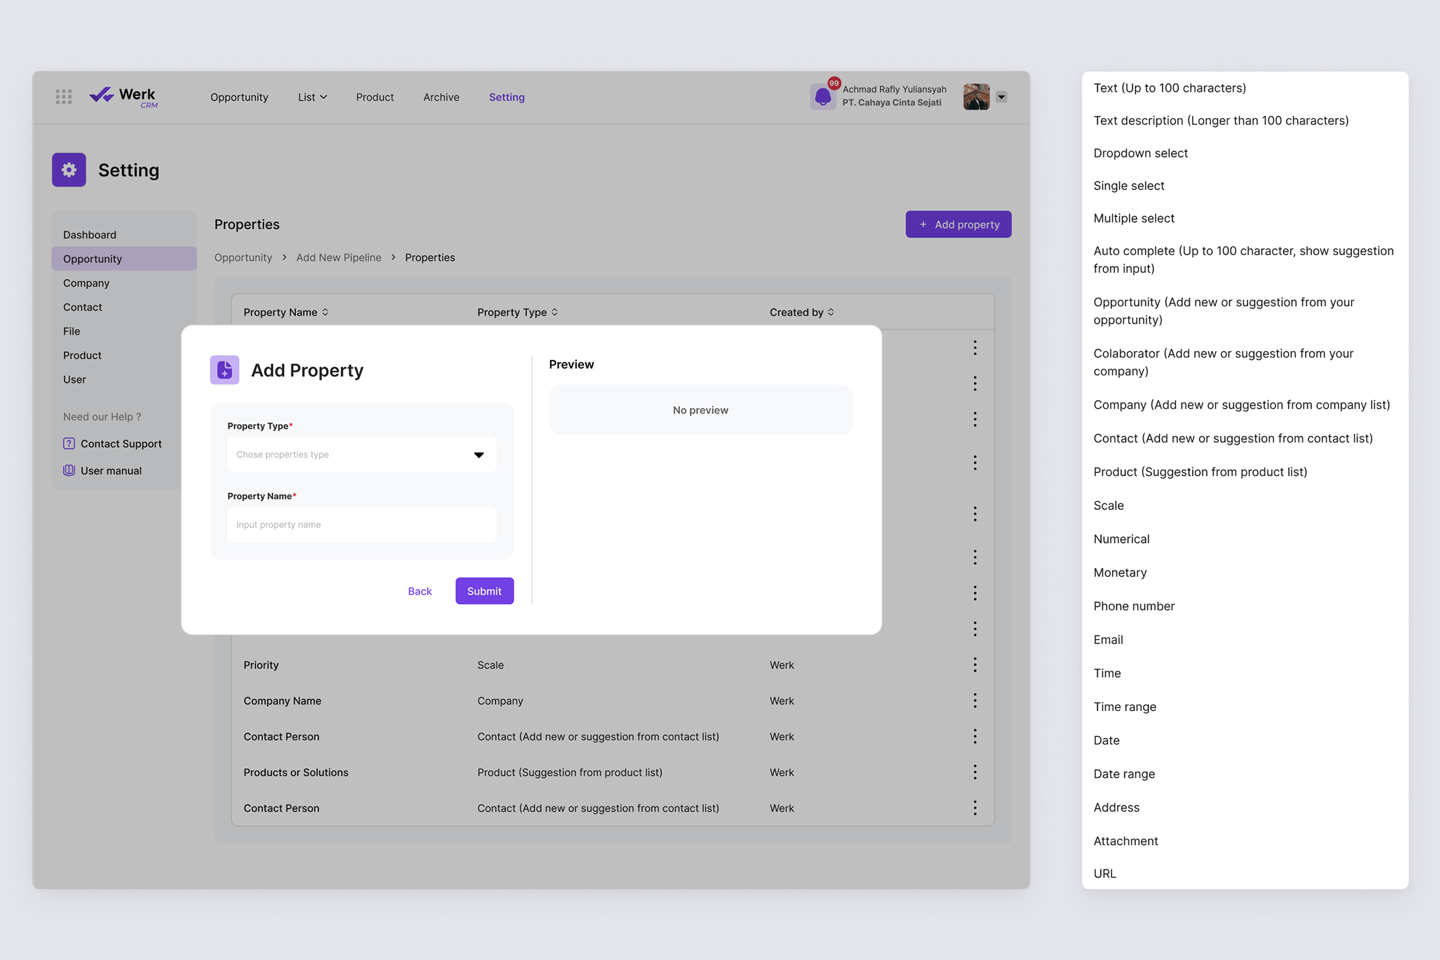 Werk
CRM
Opportunity
List
Product
Archive
Setting
99
Achmad Rafly Yuliansyah
PT. Cahaya Cinta Sejati
Setting
Dashboard
Opportunity
Company
Contact
File
Product
User
Need our Help ?
? Contact Support
User manual
Properties
+ Add property
Opportunity > Add New Pipeline > Properties
Property Name
Property Type
Created by
Add Property
Property Type*
Chose properties type
Property Name*
Input property name
Back
Submit
Preview
No preview
Priority
Scale
Werk
Company Name
Company
Werk
Contact Person
Contact (Add new or suggestion from contact list)
Werk
Products or Solutions
Product (Suggestion from product list)
Werk
Contact Person
Contact (Add new or suggestion from contact list)
Werk
Text (Up to 100 characters)
Text description (Longer than 100 characters)
Dropdown select
Single select
Multiple select
Auto complete (Up to 100 character, show suggestion
from input)
Opportunity (Add new or suggestion from your
opportunity)
Colaborator (Add new or suggestion from your
company)
Company (Add new or suggestion from company list)
Contact (Add new or suggestion from contact list)
Product (Suggestion from product list)
Scale
Numerical
Monetary
Phone number
Email
Time
Time range
Date
Date range
Address
Attachment
URL